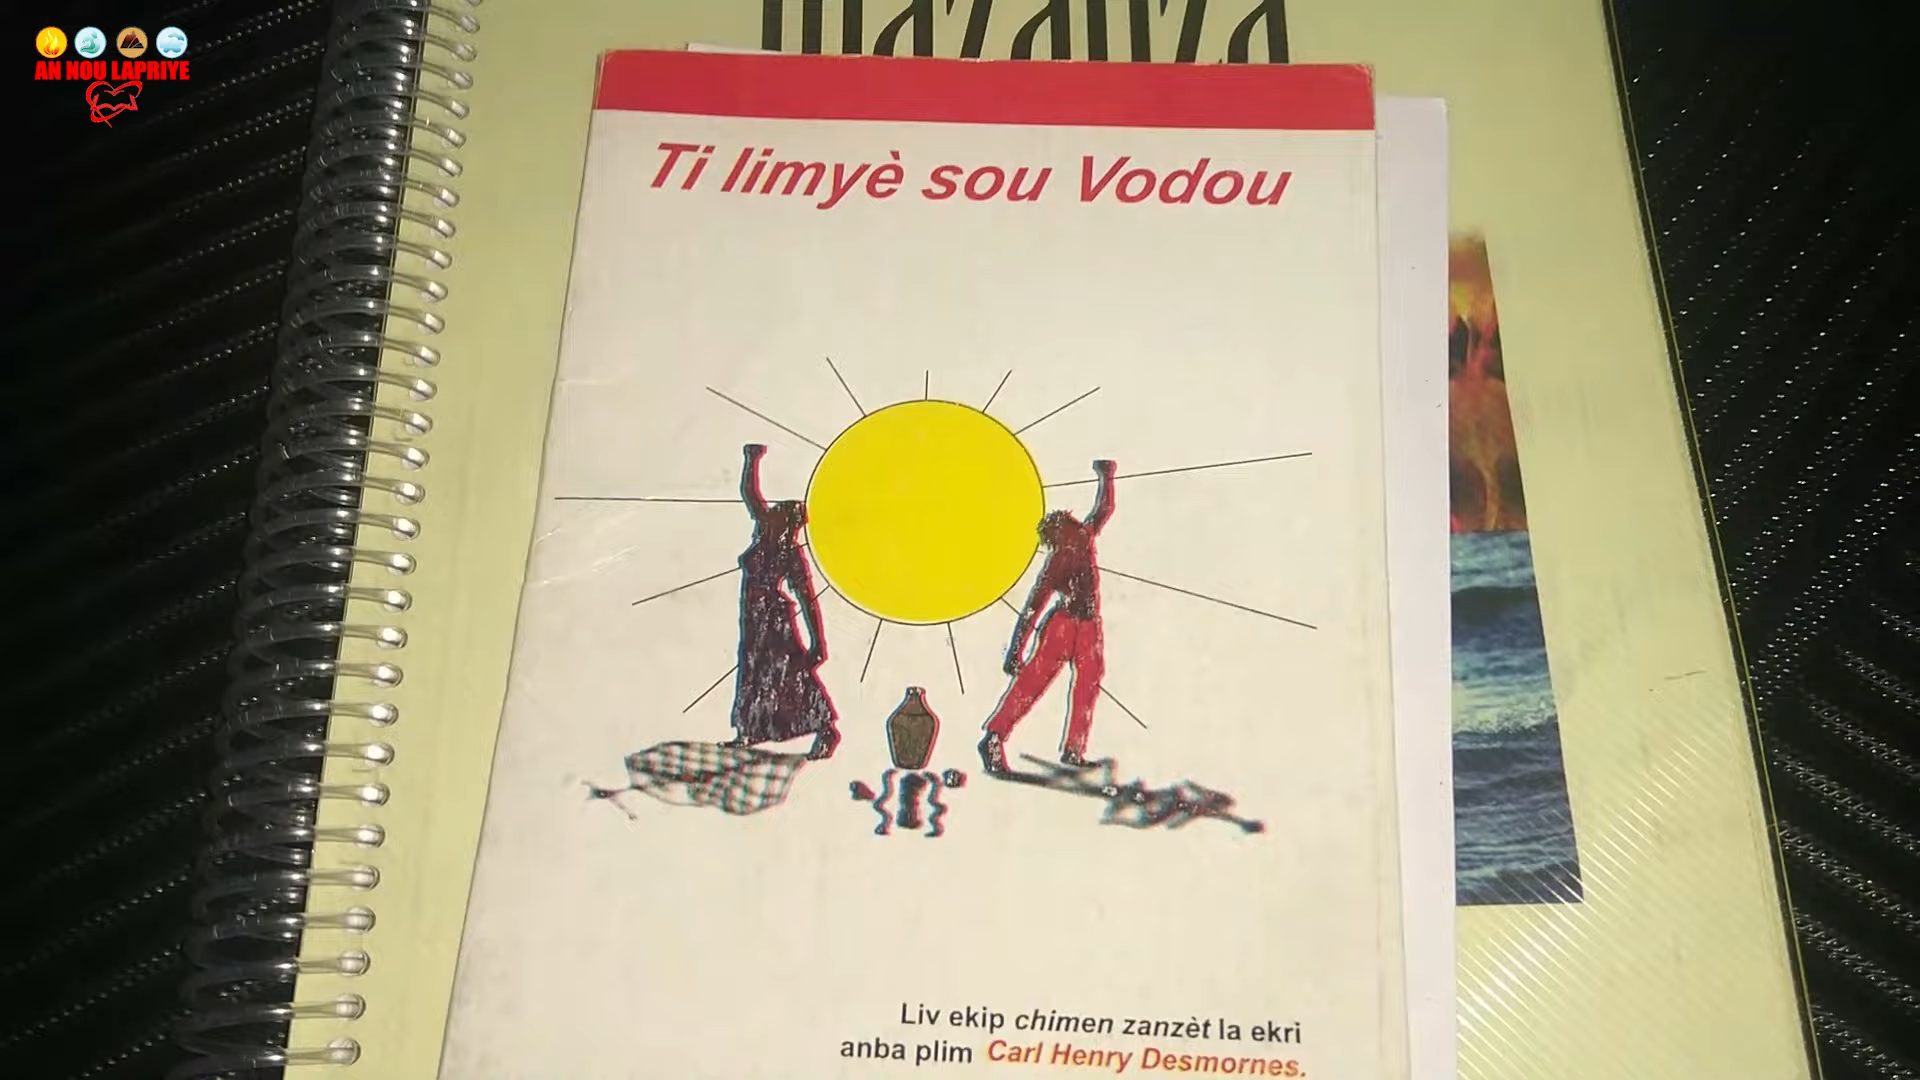 AN NOU LAPRIYE
Ti limyè sou Vodou
Liv ekip chimen zanzèt la ekri
anba plim Carl Henry Desmornes.